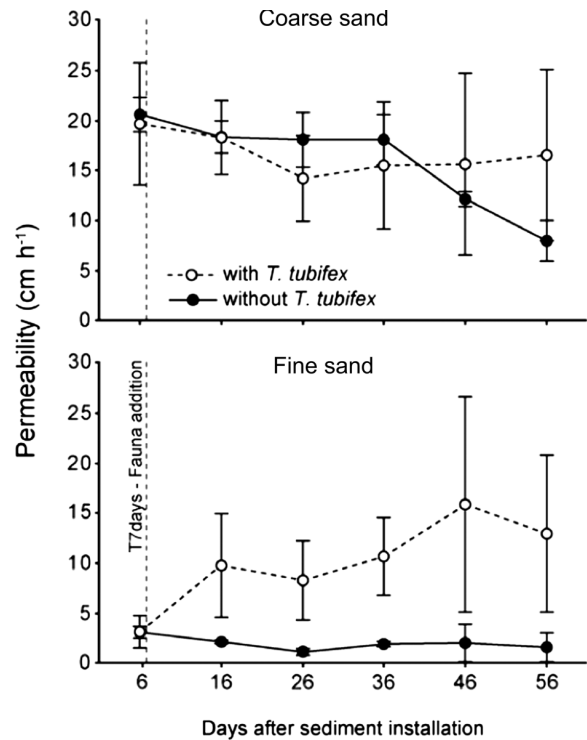 Coarse sand
30
25
20
15
10
5
0
with T. tubifex
without T. tubifex
Permeability (cm h⁻¹)
Fine sand
30
25
20
15
10
5
0
T7days - Fauna addition
6 16 26 36 46 56
Days after sediment installation